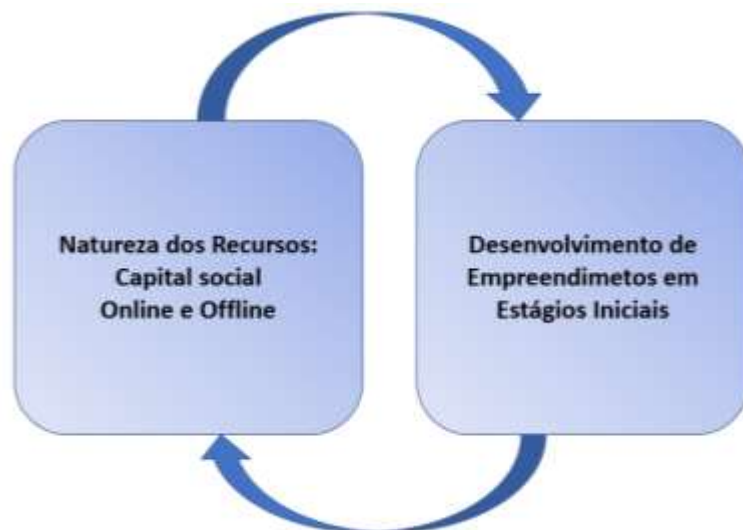 Natureza dos Recursos:
Capital social
Online e Offline
Desenvolvimento de
Empreendimetos em
Estágios Iniciais